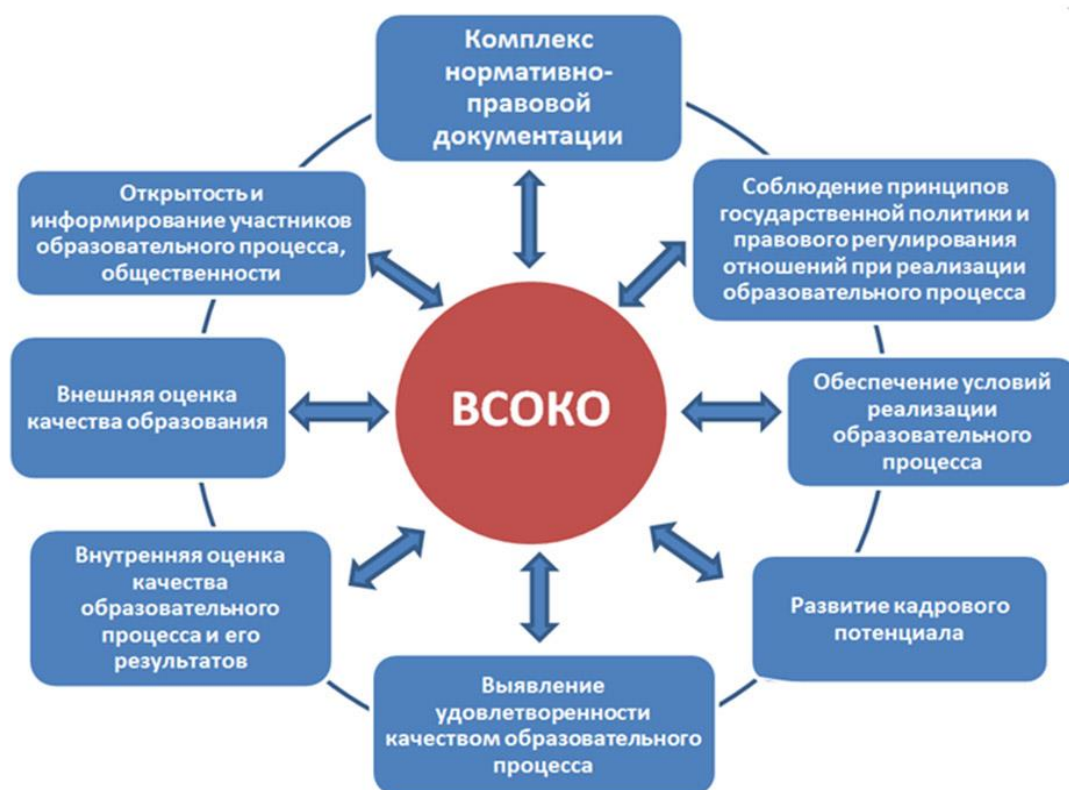 Комплекс
нормативно-
правовой
документации
Открытость и
информирование участников
образовательного процесса,
общественности
Соблюдение принципов
государственной политики и
правового регулирования
отношений при реализации
образовательного процесса
Внешняя оценка
качества образования
ВСОКО
Обеспечение условий
реализации
образовательного
процесса
Внутренняя оценка
качества
образовательного
процесса и его
результатов
Развитие кадрового
потенциала
Выявление
удовлетворенности
качеством образовательного
процесса